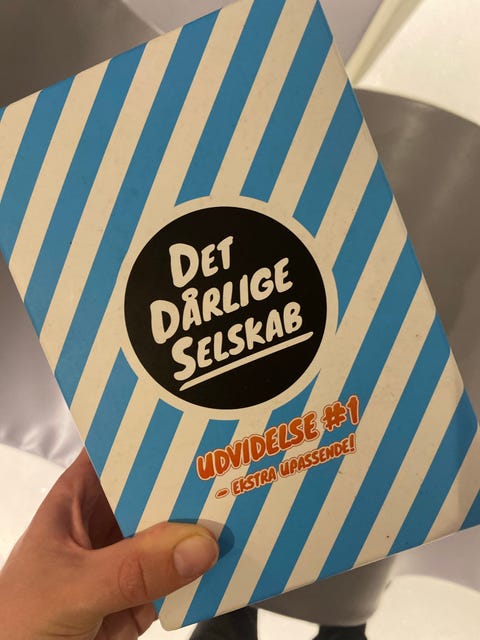 DET
DÅRLIGE
SELSKAB
UDVIDELSE #1
- EKSTRA UPASSENDE!